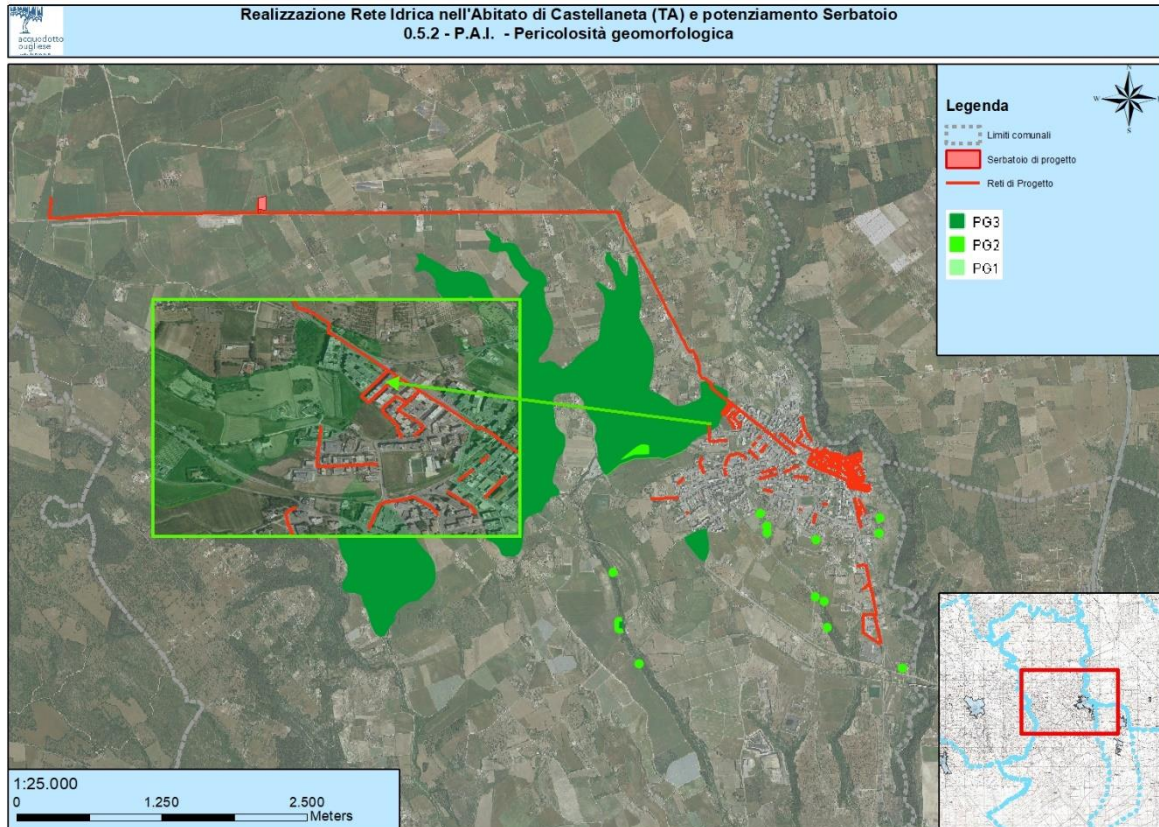 Realizzazione Rete Idrica nell'Abitato di Castellaneta (TA) e potenziamento Serbatoio
0.5.2 - P.A.I. - Pericolosità geomorfologica
acquedotto
pugliese
Legenda
N
W
E
S
Limiti comunali
Serbatoio di progetto
Reti di Progetto
PG3
PG2
PG1
1:25.000
0 1.250 2.500
Meters